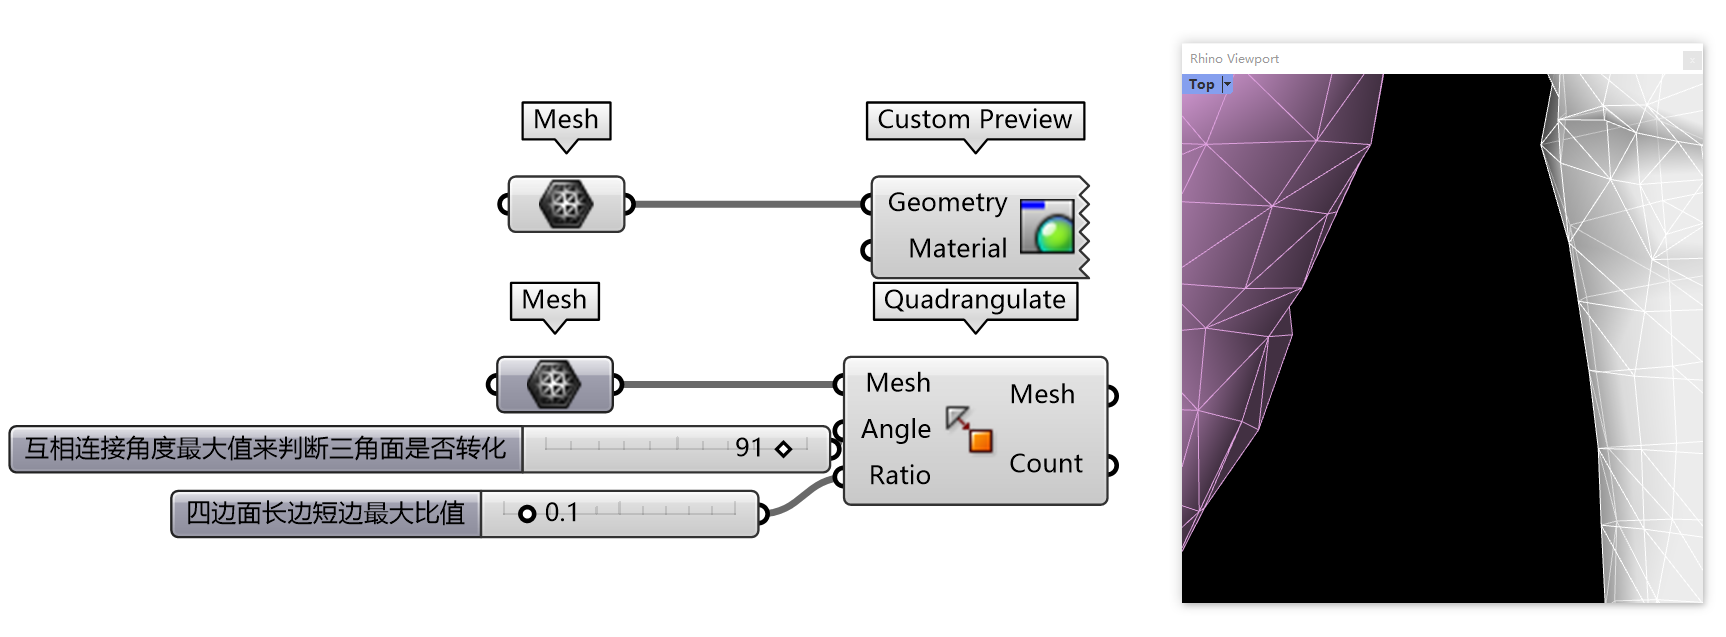 Mesh
Custom Preview
Geometry
Material
Mesh
Quadrangulate
Mesh
Angle
Ratio
Mesh
Count
互相连接角度最大值来判断三角面是否转化
91
四边面长边短边最大比值
0.1
Rhino Viewport
Top